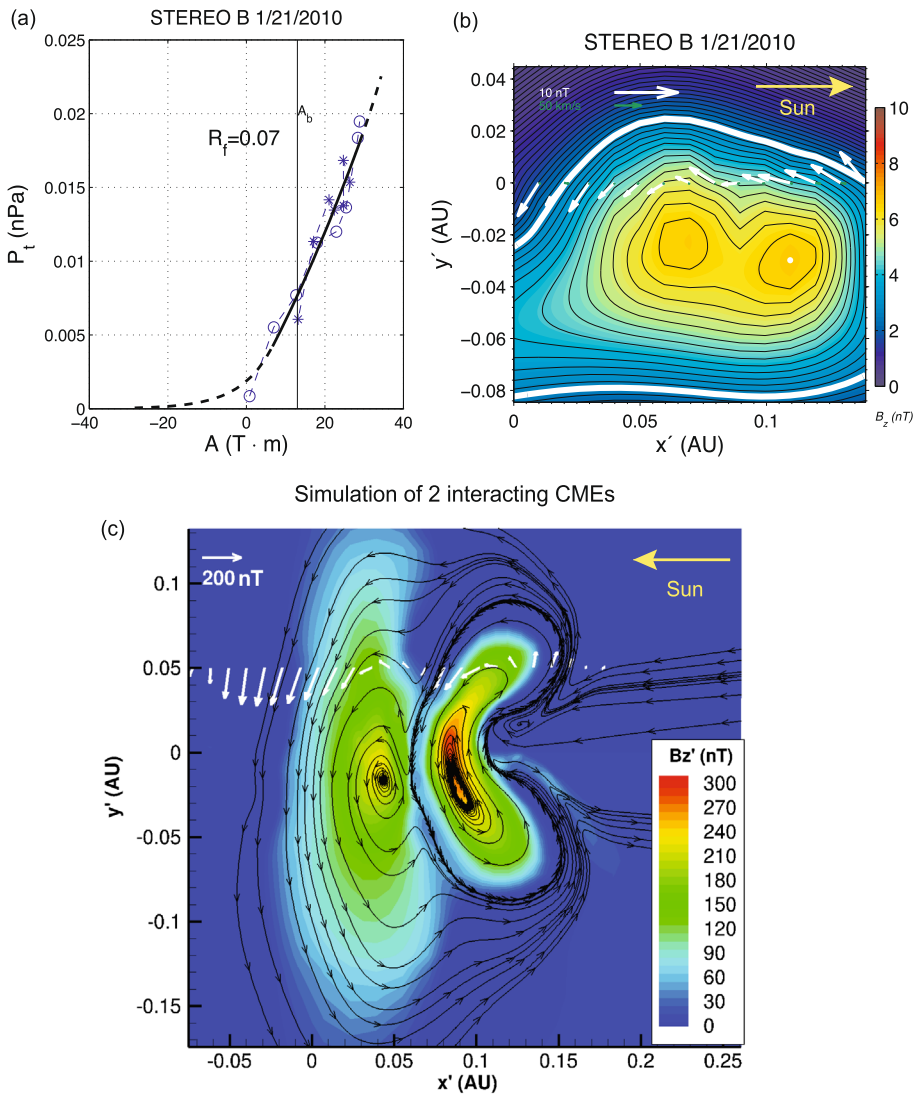 (a)
STEREO B 1/21/2010
0.025
0.02
0.015
0.01
0.005
0
P_t (nPa)
R_f=0.07
A_b
−40
−20
0
20
40
A (T · m)
(b)
STEREO B 1/21/2010
10 nT
50 km/s
Sun
0.04
0.02
0
−0.02
−0.04
−0.06
−0.08
y´ (AU)
0
0.05
0.1
x´ (AU)
10
8
6
4
2
0
B_z (nT)
Simulation of 2 interacting CMEs
(c)
200 nT
Sun
0.1
0.05
0
-0.05
-0.1
-0.15
y' (AU)
-0.05
0
0.05
0.1
0.15
0.2
0.25
x' (AU)
Bz' (nT)
300
270
240
210
180
150
120
90
60
30
0